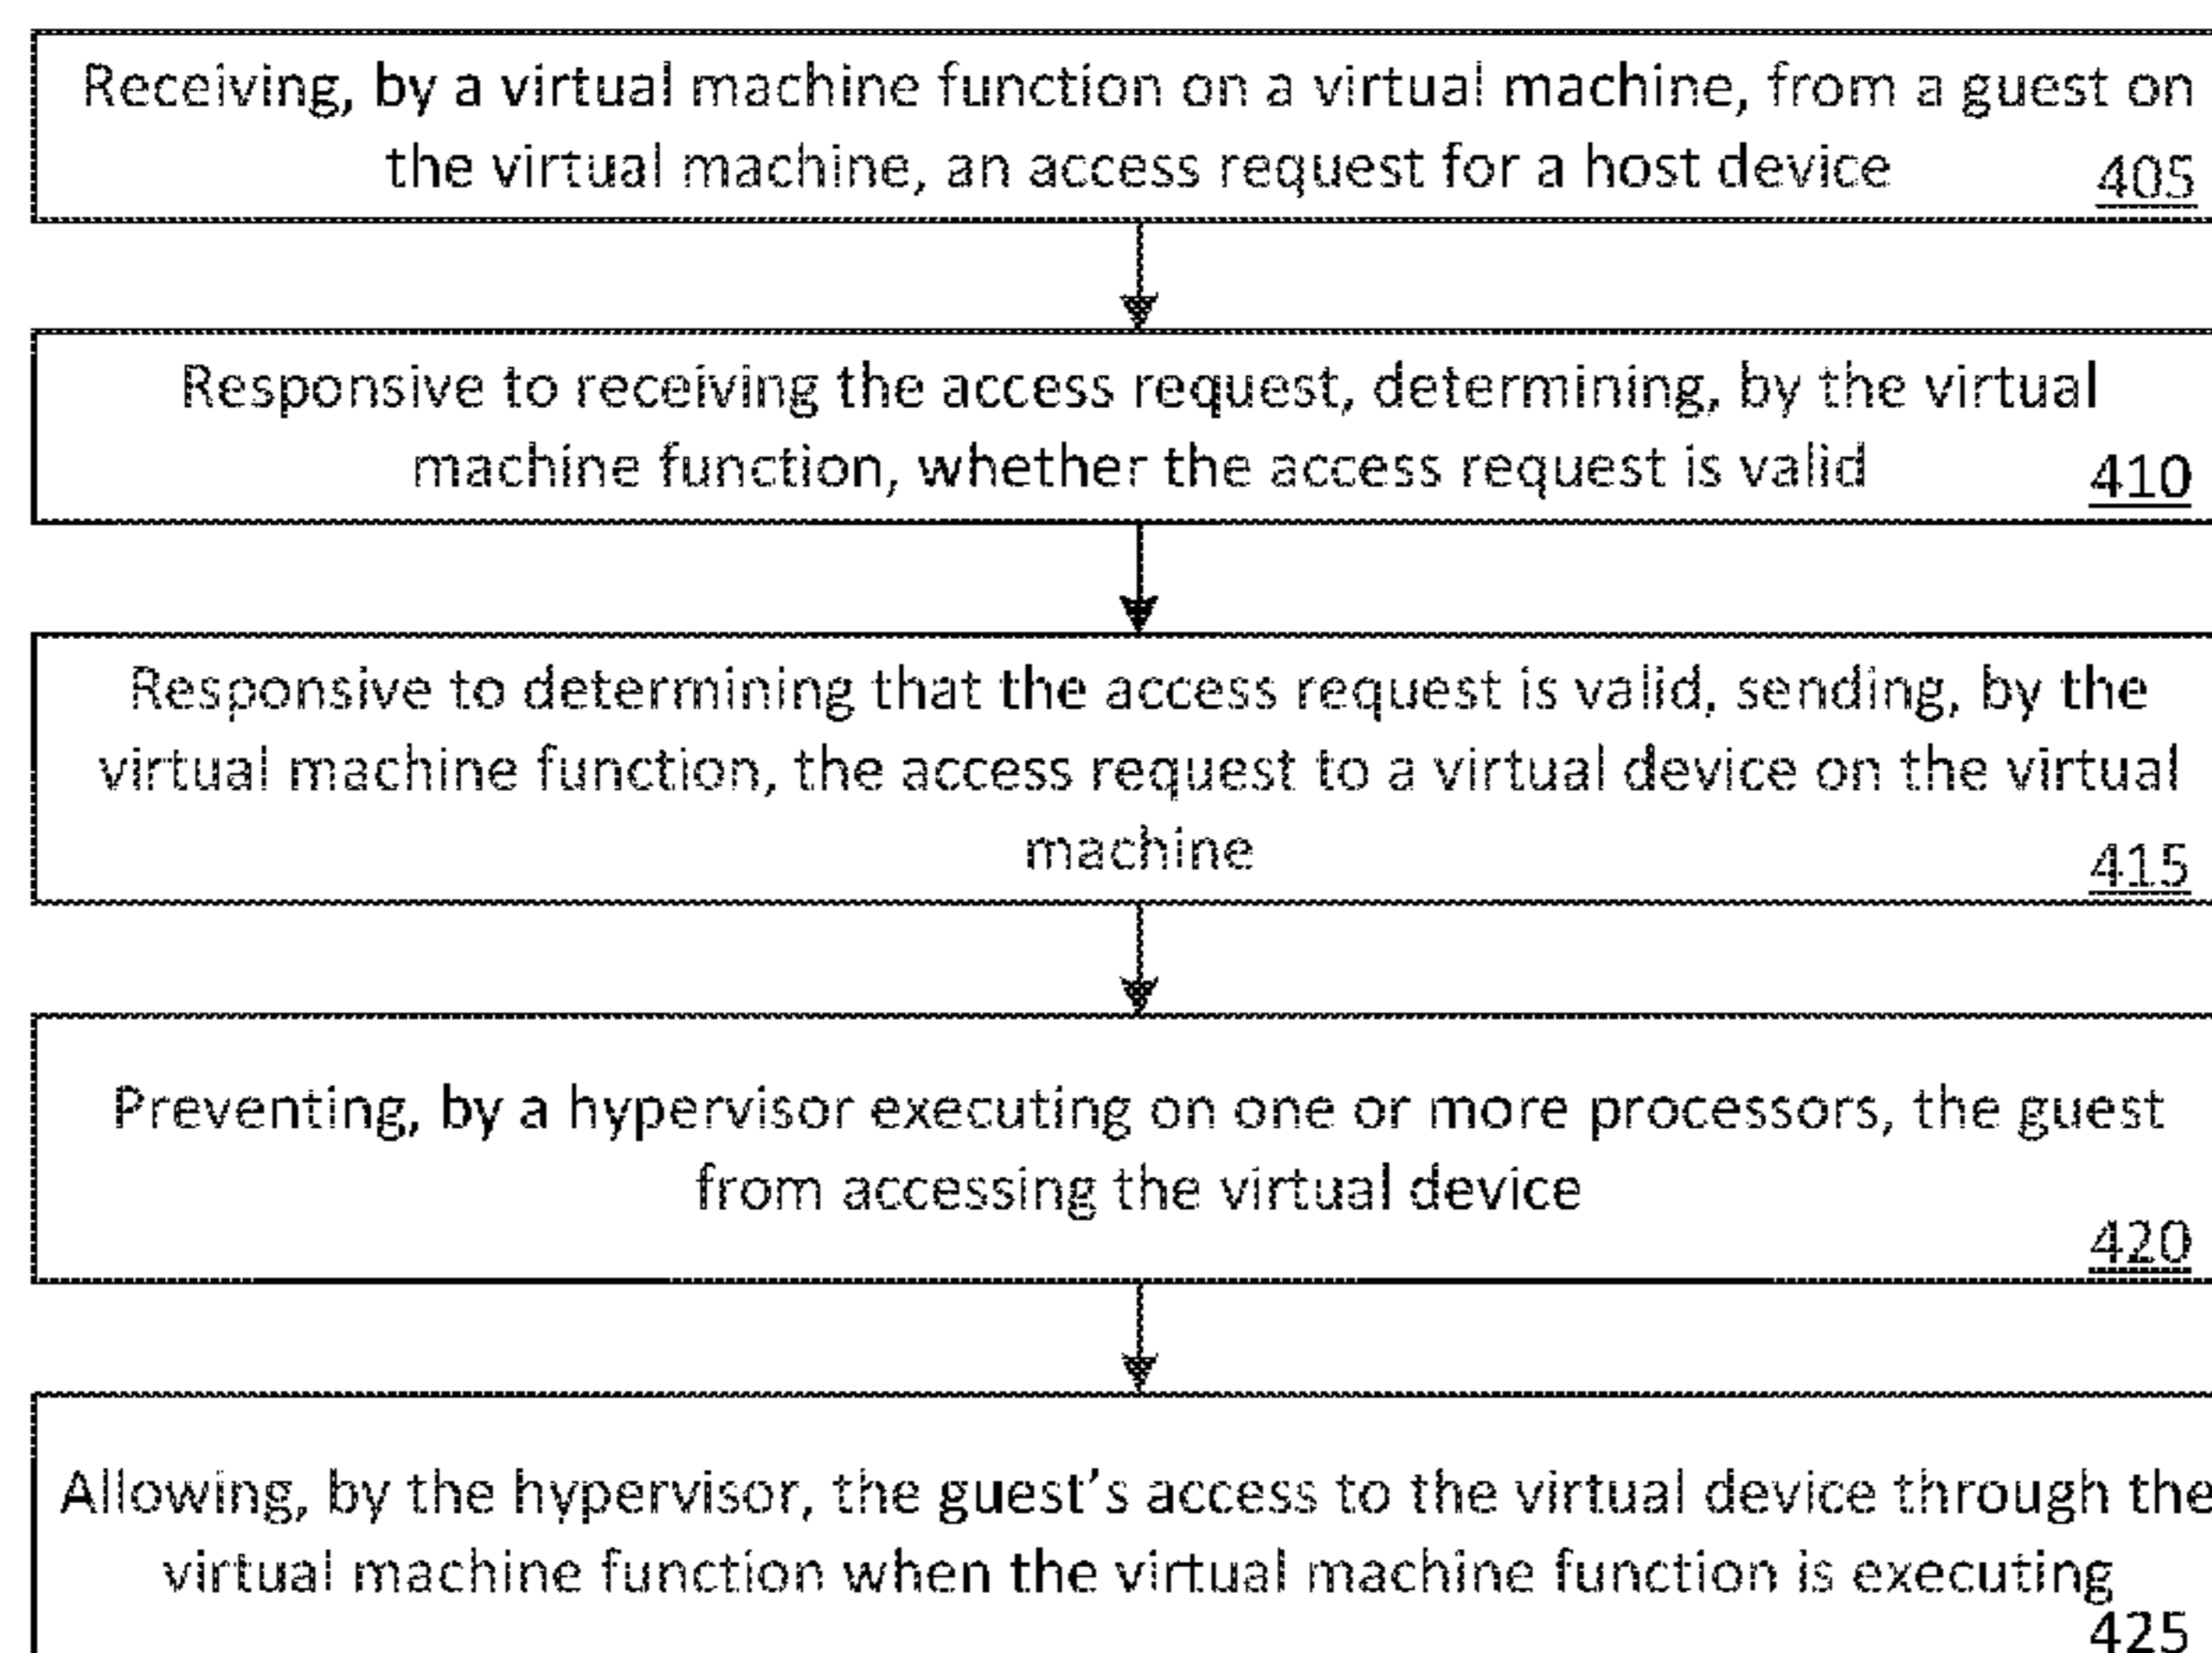 Receiving, by a virtual machine function on a virtual machine, from a guest on
the virtual machine, an access request for a host device
405
Responsive to receiving the access request, determining, by the virtual
machine function, whether the access request is valid
410
Responsive to determining that the access request is valid, sending, by the
virtual machine function, the access request to a virtual device on the virtual
machine
415
Preventing, by a hypervisor executing on one or more processors, the guest
from accessing the virtual device
420
Allowing, by the hypervisor, the guest's access to the virtual device through the
virtual machine function when the virtual machine function is executing
425